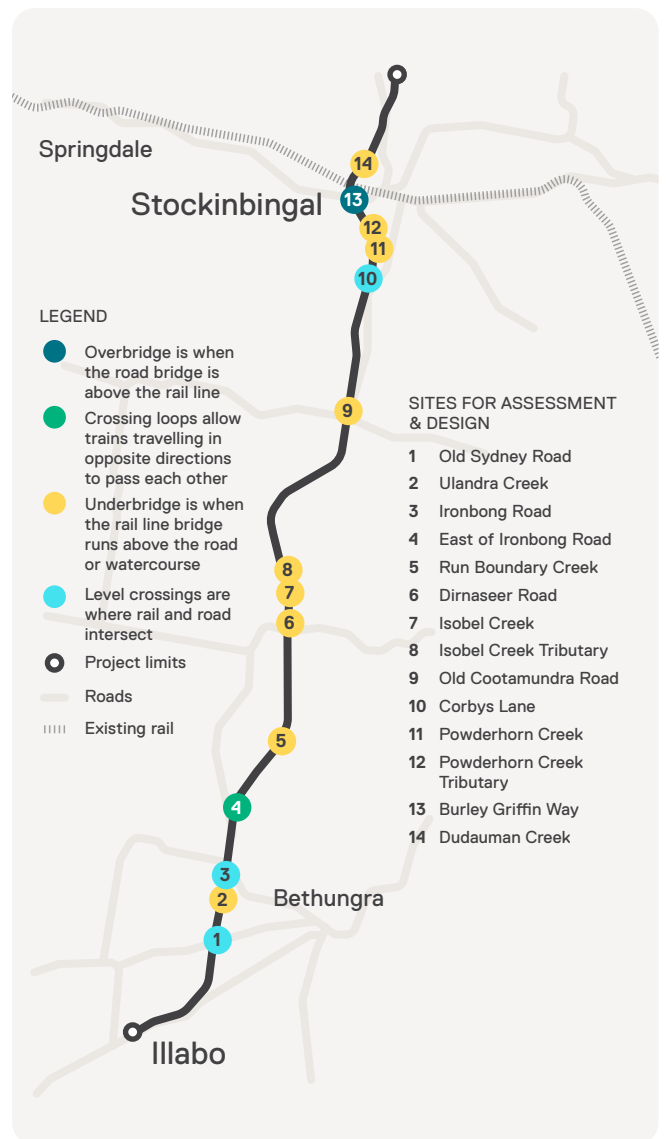 14
Springdale
Stockinbingal
13
12
11
10
LEGEND
Overbridge is when
the road bridge is
above the rail line
Crossing loops allow
trains travelling in
opposite directions
to pass each other
Underbridge is when
the rail line bridge
runs above the road
or watercourse
Level crossings are
where rail and road
intersect
Project limits
Roads
Existing rail
9
8
7
6
5
4
3
2
1
Bethungra
Illabo
SITES FOR ASSESSMENT
& DESIGN
1 Old Sydney Road
2 Ulandra Creek
3 Ironbong Road
4 East of Ironbong Road
5 Run Boundary Creek
6 Dirnaseer Road
7 Isobel Creek
8 Isobel Creek Tributary
9 Old Cootamundra Road
10 Corbys Lane
11 Powderhorn Creek
12 Powderhorn Creek
Tributary
13 Burley Griffin Way
14 Dudauman Creek